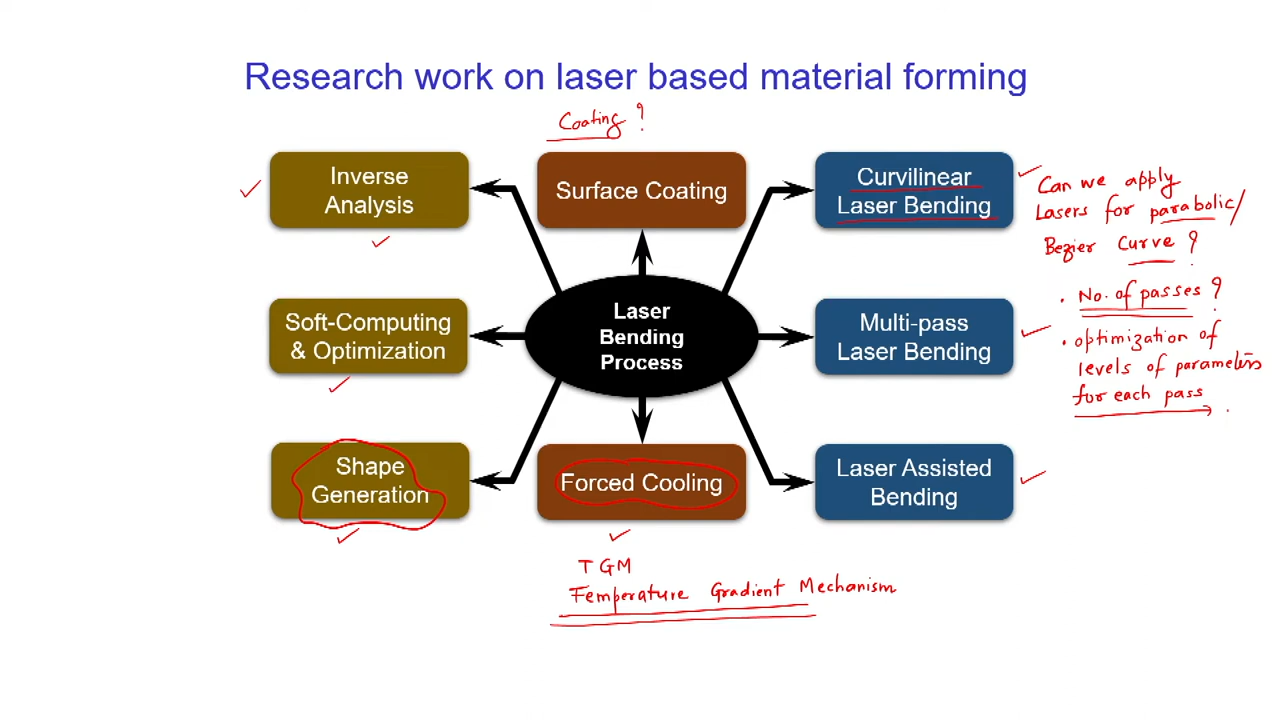 Research work on laser based material forming
Coating ?
Inverse
Analysis
Surface Coating
Curvilinear
Laser Bending
Can we apply
Lasers for parabolic/
Bezier Curve ?
• No. of passes ?
• optimization of
levels of parameters
for each pass
Soft-Computing
& Optimization
Laser
Bending
Process
Multi-pass
Laser Bending
Shape
Generation
Forced Cooling
Laser Assisted
Bending
TGM
Temperature Gradient Mechanism